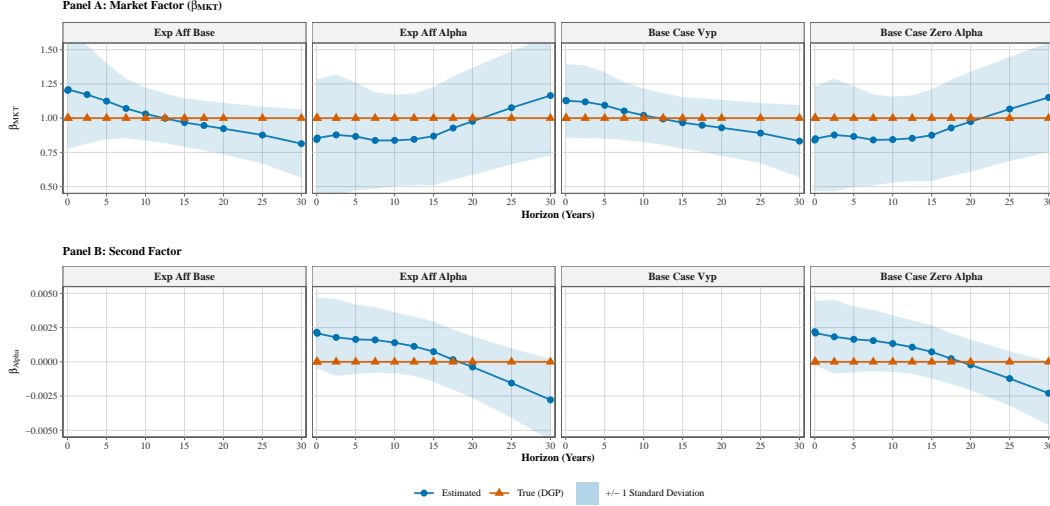 Panel A: Market Factor (βMKT)
Exp Aff Base
Exp Aff Alpha
Base Case Vyp
Base Case Zero Alpha
1.50
1.25
1.00
0.75
0.50
βMKT
0 5 10 15 20 25 30
0 5 10 15 20 25 30
0 5 10 15 20 25 30
0 5 10 15 20 25 30
Horizon (Years)
Panel B: Second Factor
Exp Aff Base
Exp Aff Alpha
Base Case Vyp
Base Case Zero Alpha
0.0050
0.0025
0.0000
−0.0025
−0.0050
βAlpha
0 5 10 15 20 25 30
0 5 10 15 20 25 30
0 5 10 15 20 25 30
0 5 10 15 20 25 30
Horizon (Years)
Estimated
True (DGP)
+/− 1 Standard Deviation